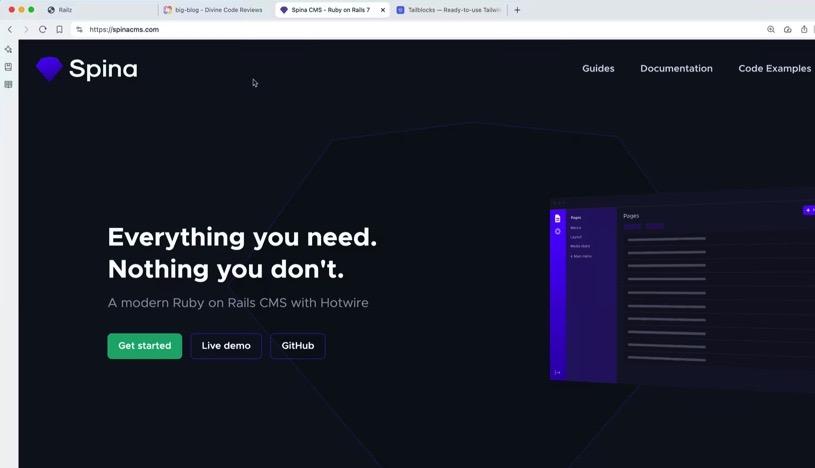 Railz
big-blog - Divine Code Reviews
Spina CMS - Ruby on Rails 7
Tailblocks — Ready-to-use Tailwi
https://spinacms.com
Spina
Guides
Documentation
Code Examples
Everything you need.
Nothing you don't.
A modern Ruby on Rails CMS with Hotwire
Get started
Live demo
GitHub
Pages
Pages
Layout
Media library
Main menu